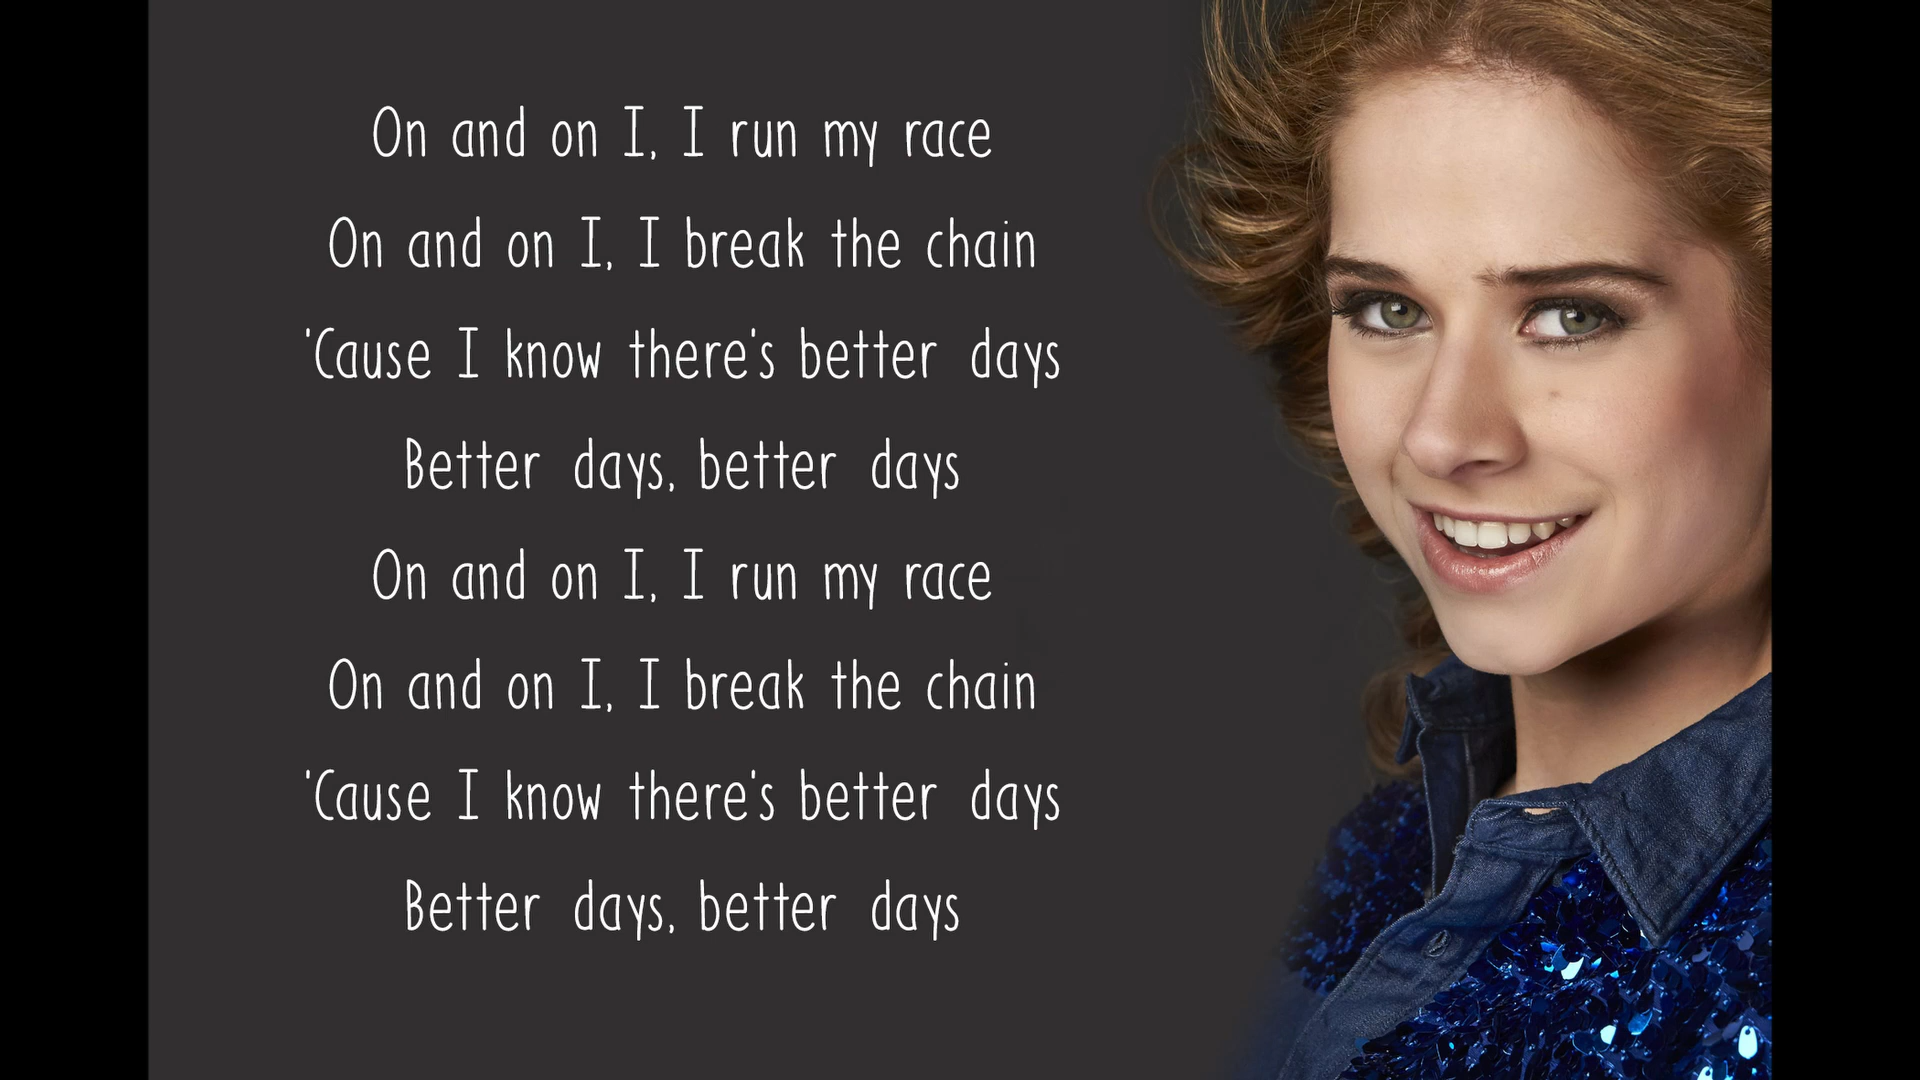 On and on I, I run my race
On and on I, I break the chain
'Cause I know there's better days
Better days, better days
On and on I, I run my race
On and on I, I break the chain
'Cause I know there's better days
Better days, better days